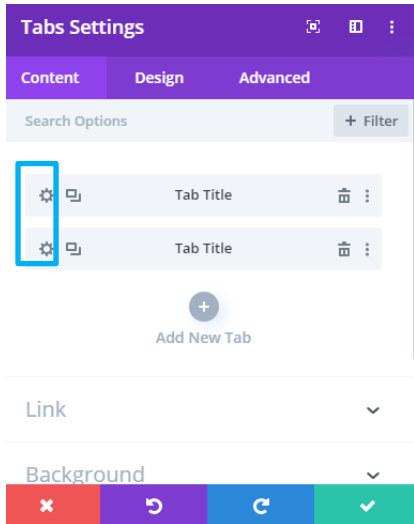 Tabs Settings
Content Design Advanced
Search Options + Filter
Tab Title
Tab Title
Add New Tab
Link
Background